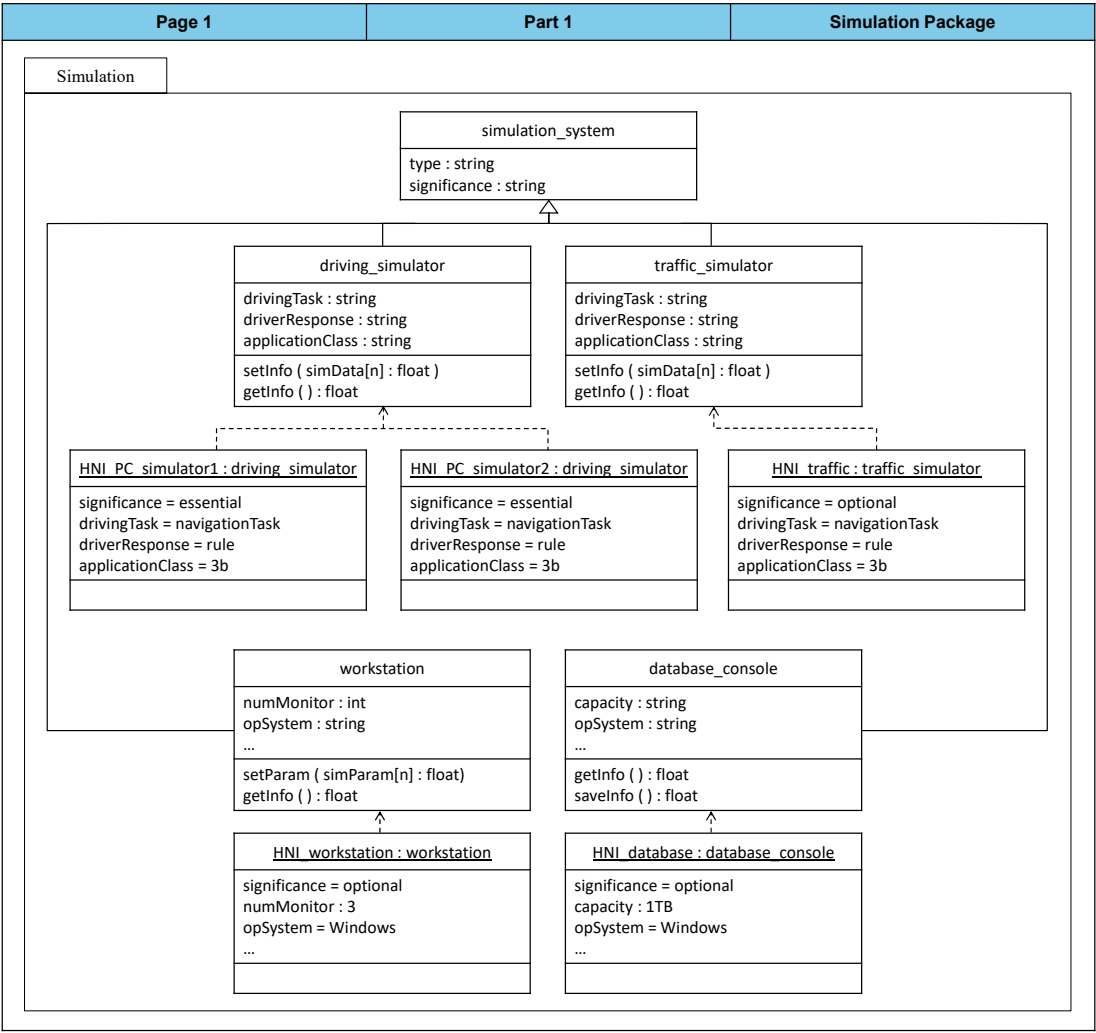 Page 1
Part 1
Simulation Package
Simulation
simulation_system
type : string
significance : string
driving_simulator
drivingTask : string
driverResponse : string
applicationClass : string
setInfo ( simData[n] : float )
getInfo ( ) : float
traffic_simulator
drivingTask : string
driverResponse : string
applicationClass : string
setInfo ( simData[n] : float )
getInfo ( ) : float
HNI_PC_simulator1 : driving_simulator
significance = essential
drivingTask = navigationTask
driverResponse = rule
applicationClass = 3b
HNI_PC_simulator2 : driving_simulator
significance = essential
drivingTask = navigationTask
driverResponse = rule
applicationClass = 3b
HNI_traffic : traffic_simulator
significance = optional
drivingTask = navigationTask
driverResponse = rule
applicationClass = 3b
workstation
numMonitor : int
opSystem : string
...
setParam ( simParam[n] : float)
getInfo ( ) : float
database_console
capacity : string
opSystem : string
...
getInfo ( ) : float
saveInfo ( ) : float
HNI_workstation : workstation
significance = optional
numMonitor : 3
opSystem = Windows
...
HNI_database : database_console
significance = optional
capacity : 1TB
opSystem = Windows
...